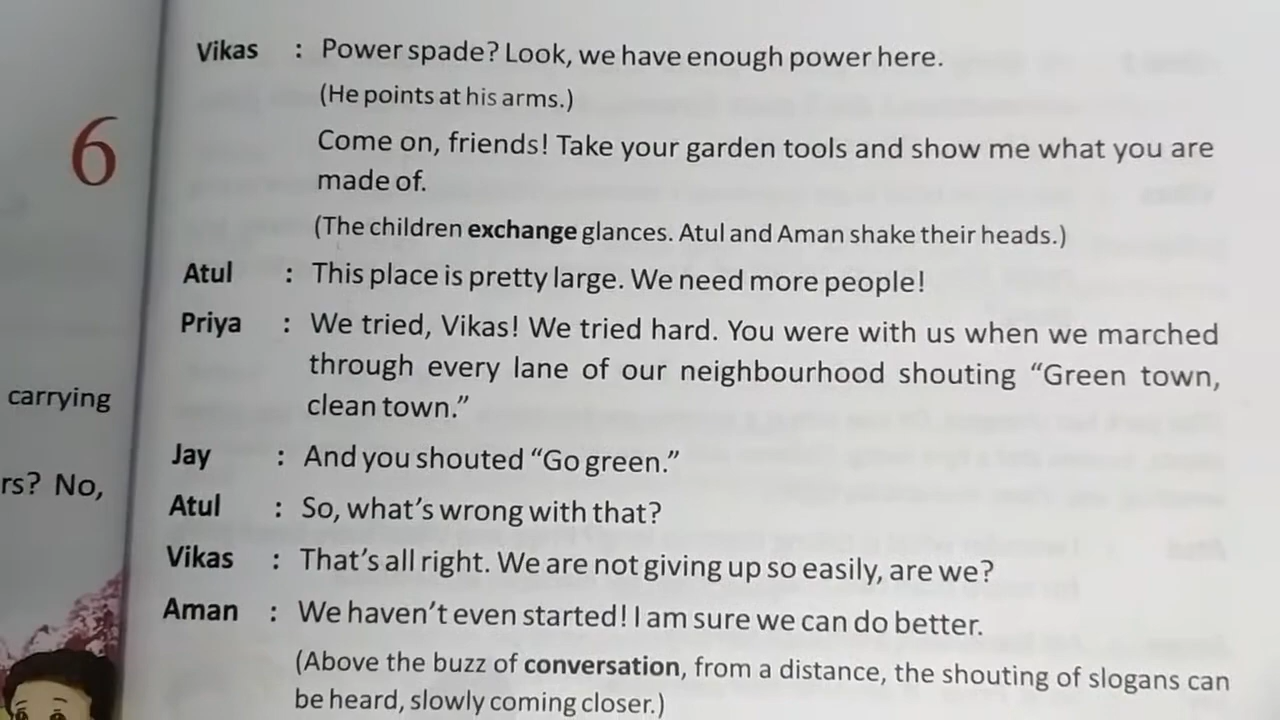 6
carrying
rs? No,
Vikas : Power spade? Look, we have enough power here.
(He points at his arms.)
Come on, friends! Take your garden tools and show me what you are
made of.
(The children exchange glances. Atul and Aman shake their heads.)
Atul : This place is pretty large. We need more people!
Priya : We tried, Vikas! We tried hard. You were with us when we marched
through every lane of our neighbourhood shouting “Green town,
clean town.”
Jay : And you shouted “Go green.”
Atul : So, what’s wrong with that?
Vikas : That’s all right. We are not giving up so easily, are we?
Aman : We haven’t even started! I am sure we can do better.
(Above the buzz of conversation, from a distance, the shouting of slogans can
be heard, slowly coming closer.)